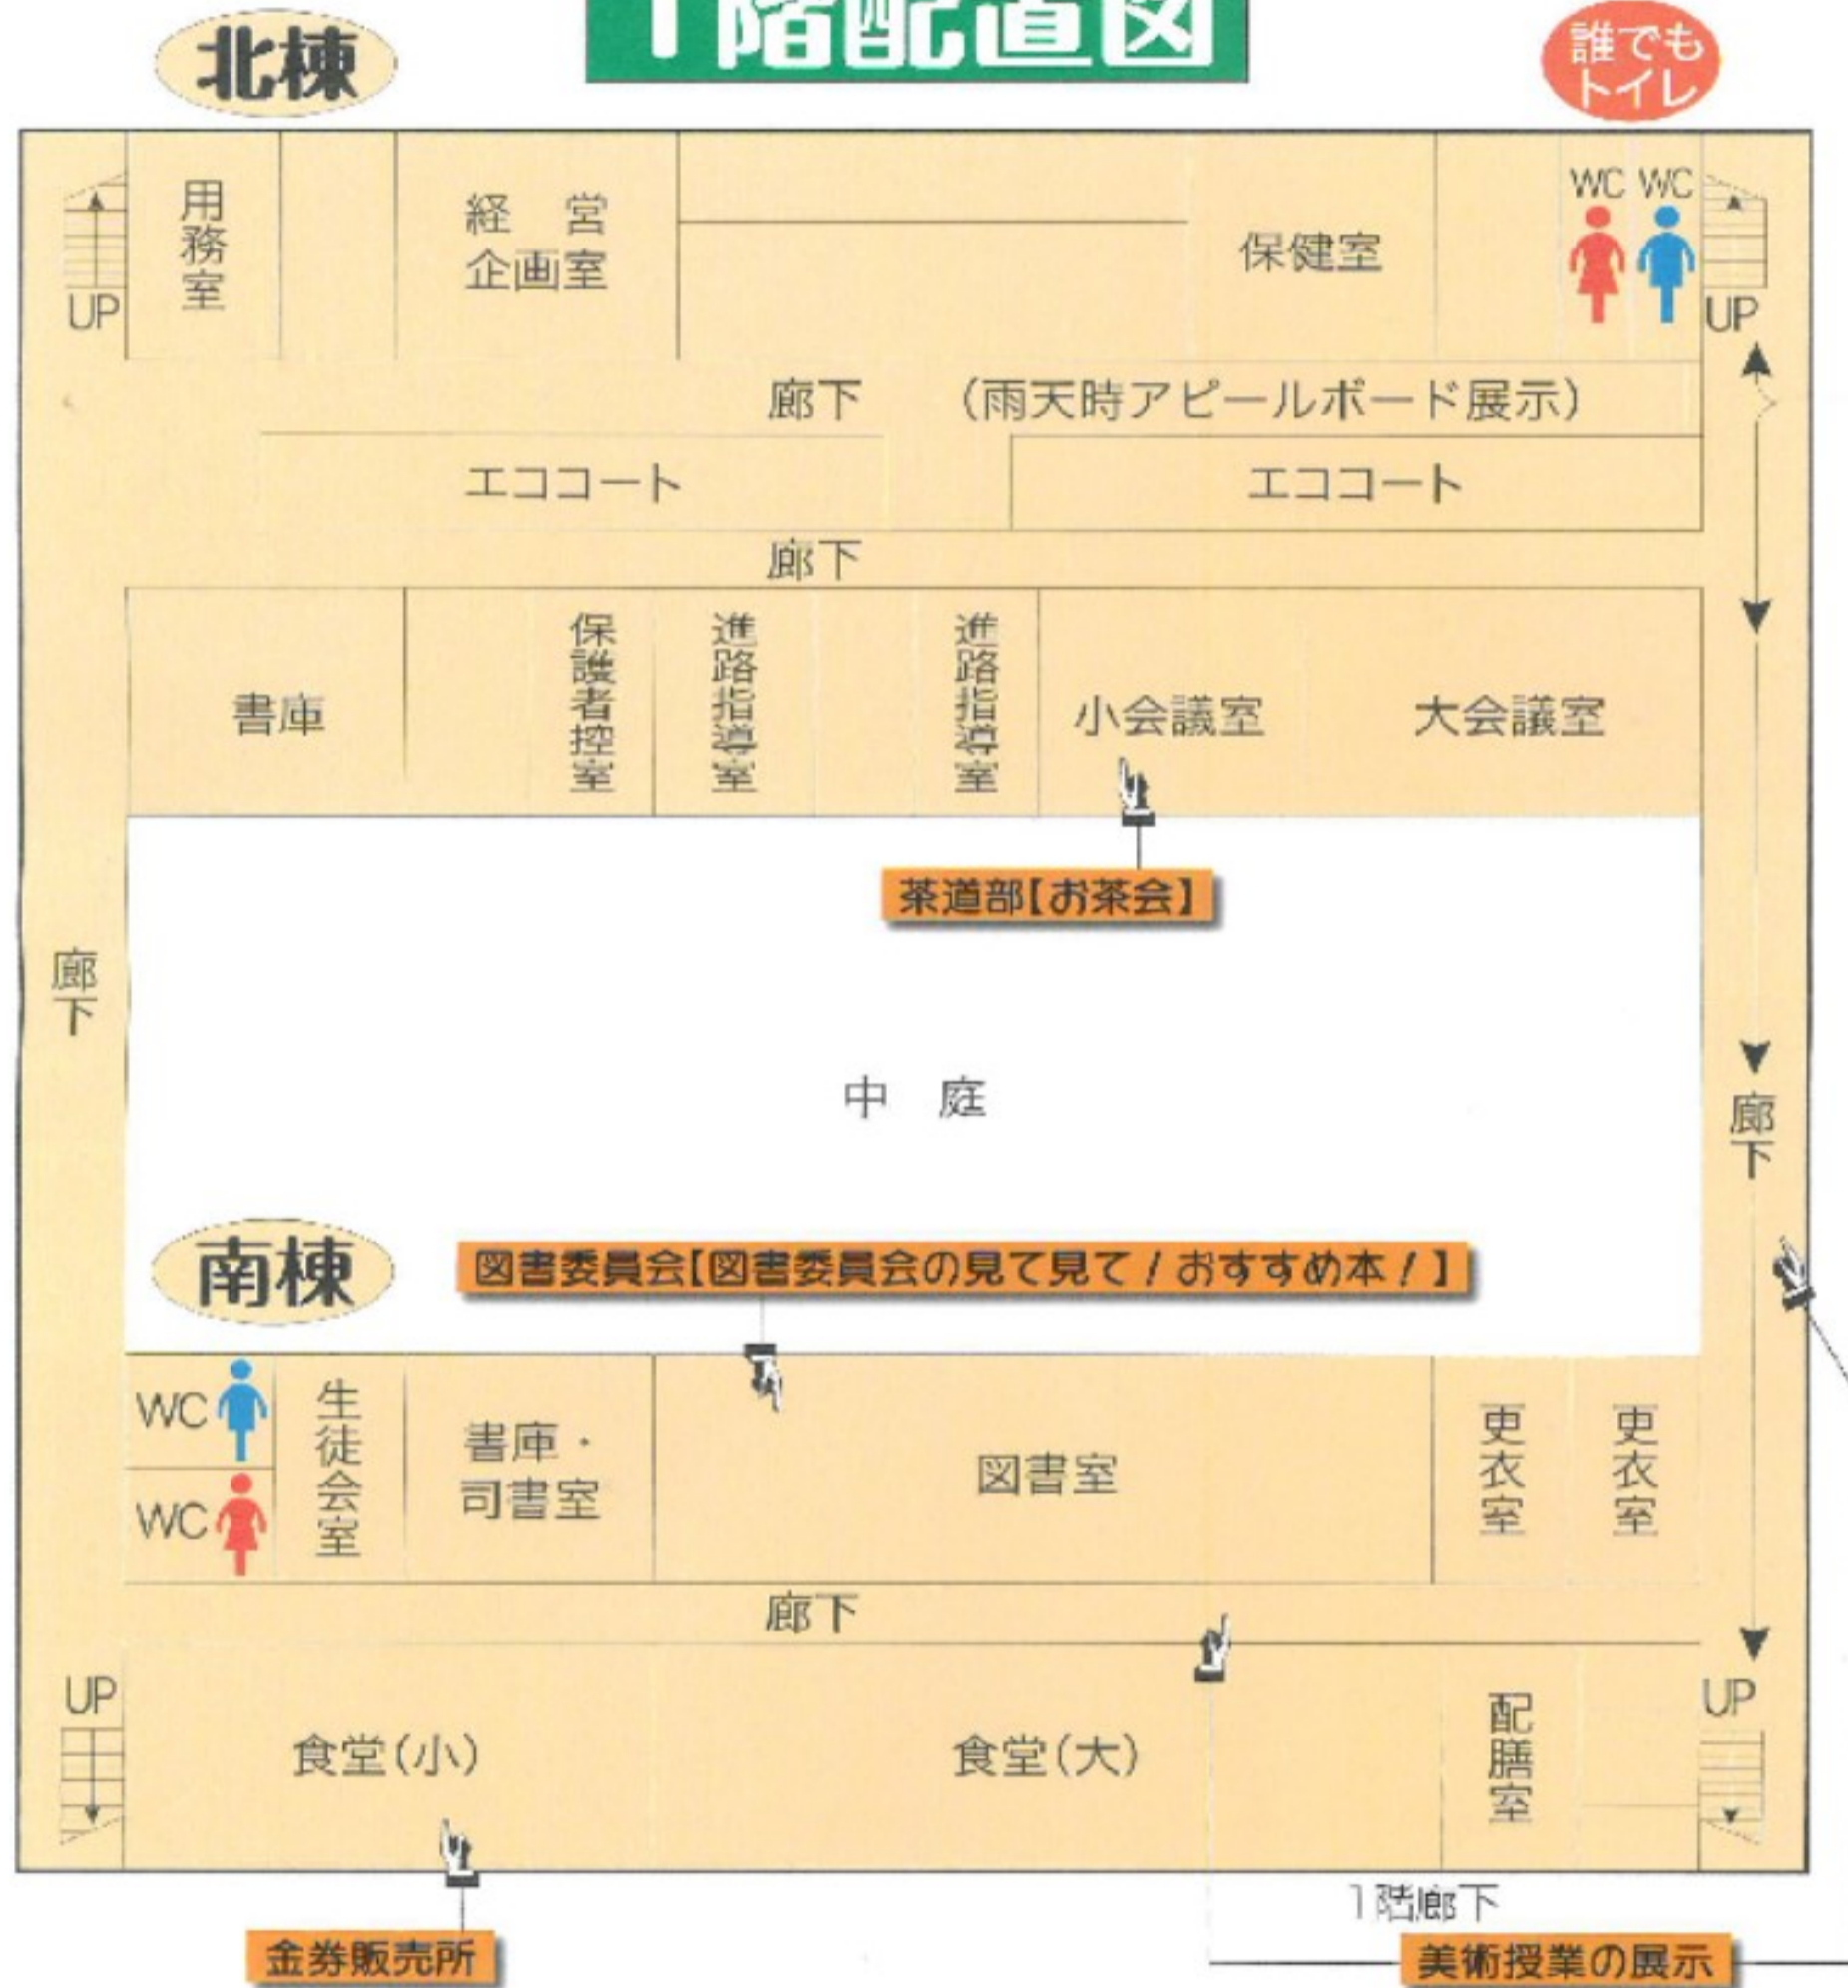 1階配置図
北棟
誰でも
トイレ
用務室
経 営
企画室
保健室
WC WC
UP
UP
廊下 （雨天時アピールボード展示）
エココート
エココート
廊下
書庫
保護者控室
進路指導室
進路指導室
小会議室
大会議室
茶道部【お茶会】
廊下
中 庭
廊下
南棟
図書委員会【図書委員会の見て見て！おすすめ本！】
WC
WC
生徒会室
書庫・
司書室
図書室
更衣室
更衣室
廊下
UP
食堂（小）
食堂（大）
配膳室
UP
1階廊下
金券販売所
美術授業の展示